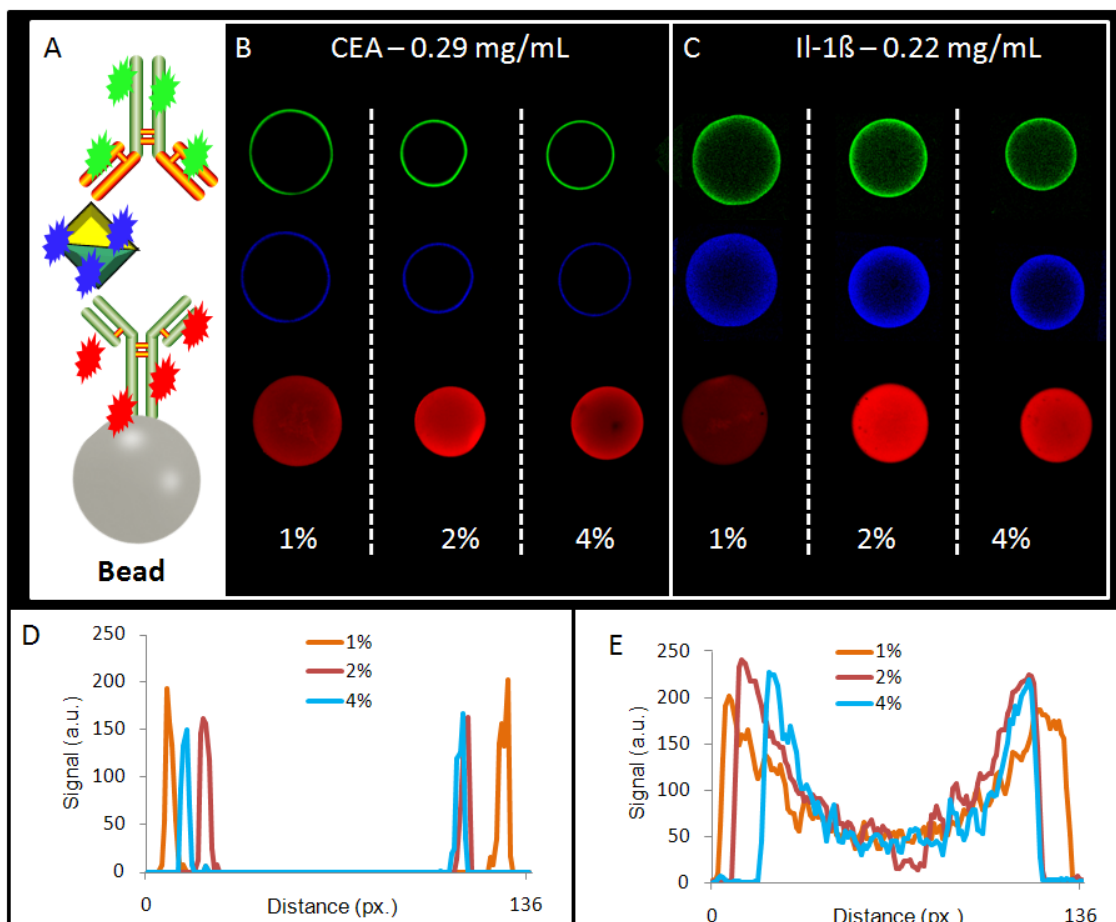 A
B
CEA – 0.29 mg/mL
C
Il-1ß – 0.22 mg/mL
1%
2%
4%
1%
2%
4%
Bead
D
250
200
150
100
50
0
Signal (a.u.)
1%
2%
4%
0
Distance (px.)
136
E
250
200
150
100
50
0
Signal (a.u.)
1%
2%
4%
0
Distance (px.)
136